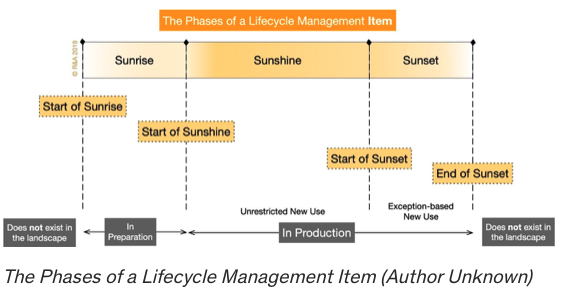 The Phases of a Lifecycle Management Item
© R&A 2019
Sunrise
Sunshine
Sunset
Start of Sunrise
Start of Sunshine
Start of Sunset
End of Sunset
Unrestricted New Use
Exception-based
New Use
Does not exist in
the landscape
In
Preparation
In Production
Does not exist in
the landscape
The Phases of a Lifecycle Management Item (Author Unknown)